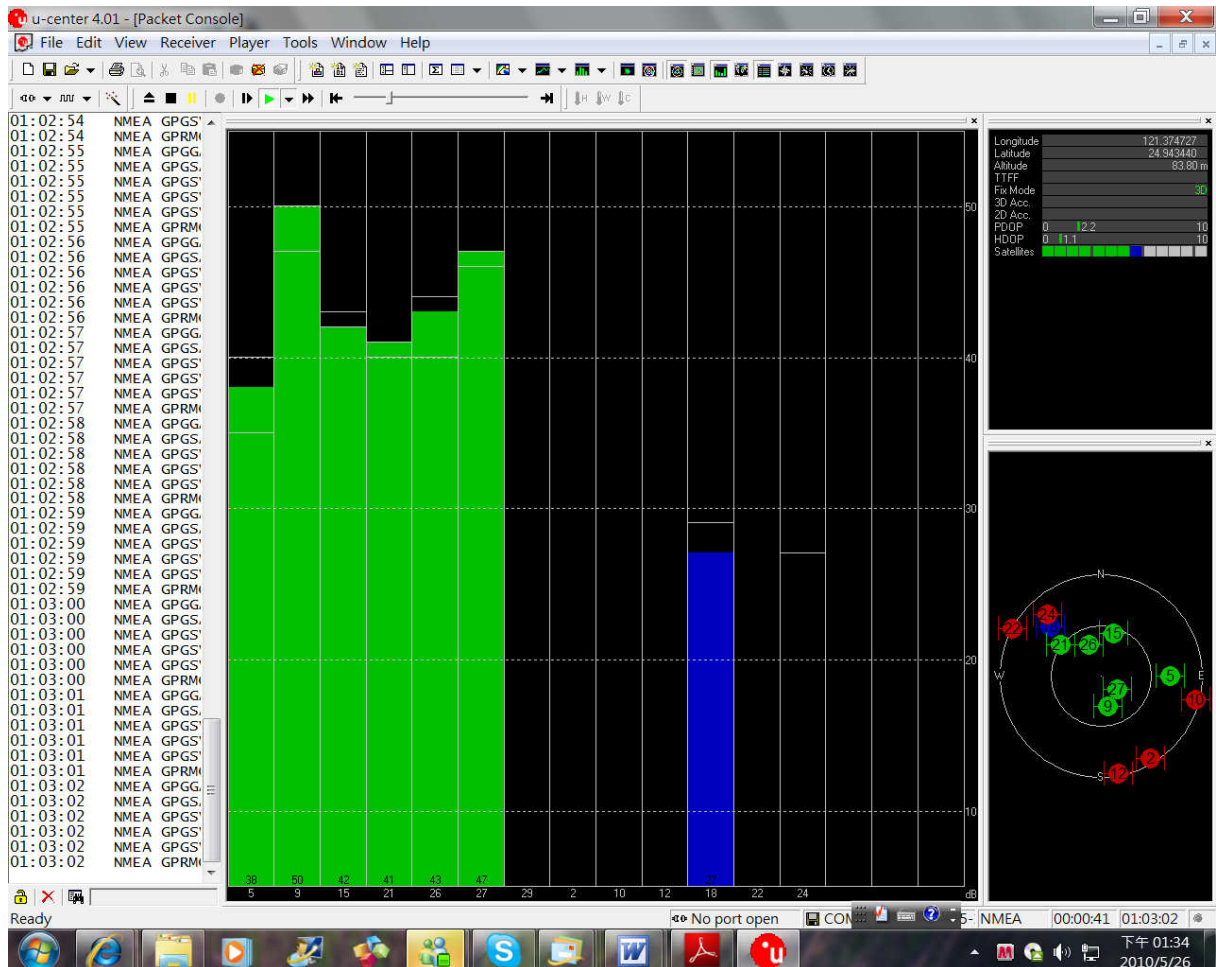 u-center 4.01 - [Packet Console]
File Edit View Receiver Player Tools Window Help
01:02:54 NMEA GPGS
01:02:54 NMEA GPRM
01:02:55 NMEA GPGG
01:02:55 NMEA GPGS
01:02:55 NMEA GPGS
01:02:55 NMEA GPGS
01:02:55 NMEA GPGS
01:02:55 NMEA GPRM
01:02:56 NMEA GPGG
01:02:56 NMEA GPGS
01:02:56 NMEA GPGS
01:02:56 NMEA GPGS
01:02:56 NMEA GPGS
01:02:56 NMEA GPRM
01:02:57 NMEA GPGG
01:02:57 NMEA GPGS
01:02:57 NMEA GPGS
01:02:57 NMEA GPGS
01:02:57 NMEA GPGS
01:02:57 NMEA GPRM
01:02:58 NMEA GPGG
01:02:58 NMEA GPGS
01:02:58 NMEA GPGS
01:02:58 NMEA GPGS
01:02:58 NMEA GPGS
01:02:58 NMEA GPRM
01:02:59 NMEA GPGG
01:02:59 NMEA GPGS
01:02:59 NMEA GPGS
01:02:59 NMEA GPGS
01:02:59 NMEA GPGS
01:02:59 NMEA GPRM
01:03:00 NMEA GPGG
01:03:00 NMEA GPGS
01:03:00 NMEA GPGS
01:03:00 NMEA GPGS
01:03:00 NMEA GPGS
01:03:00 NMEA GPRM
01:03:01 NMEA GPGG
01:03:01 NMEA GPGS
01:03:01 NMEA GPGS
01:03:01 NMEA GPGS
01:03:01 NMEA GPGS
01:03:01 NMEA GPRM
01:03:02 NMEA GPGG
01:03:02 NMEA GPGS
01:03:02 NMEA GPGS
01:03:02 NMEA GPGS
01:03:02 NMEA GPGS
01:03:02 NMEA GPRM
50
40
30
20
10
38 50 42 41 43 47 27
5 9 15 21 26 27 29 2 10 12 18 22 24 dB
Longitude 121.374727
Latitude 24.943440
Altitude 83.80 m
TTFF
Fix Mode 3D
3D Acc.
2D Acc.
PDOP 0 2.2 10
HDOP 0 1.1 10
Satellites
N
24
22
15
21 26
W 5 E
27
10
9
2
S 12
Ready
No port open
COM
NMEA
00:00:41
01:03:02
下午 01:34
2010/5/26